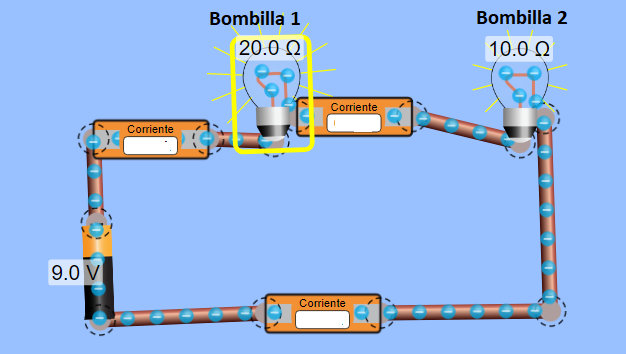 Bombilla 1
Bombilla 2
20.0 Ω
10.0 Ω
Corriente
Corriente
9.0 V
Corriente